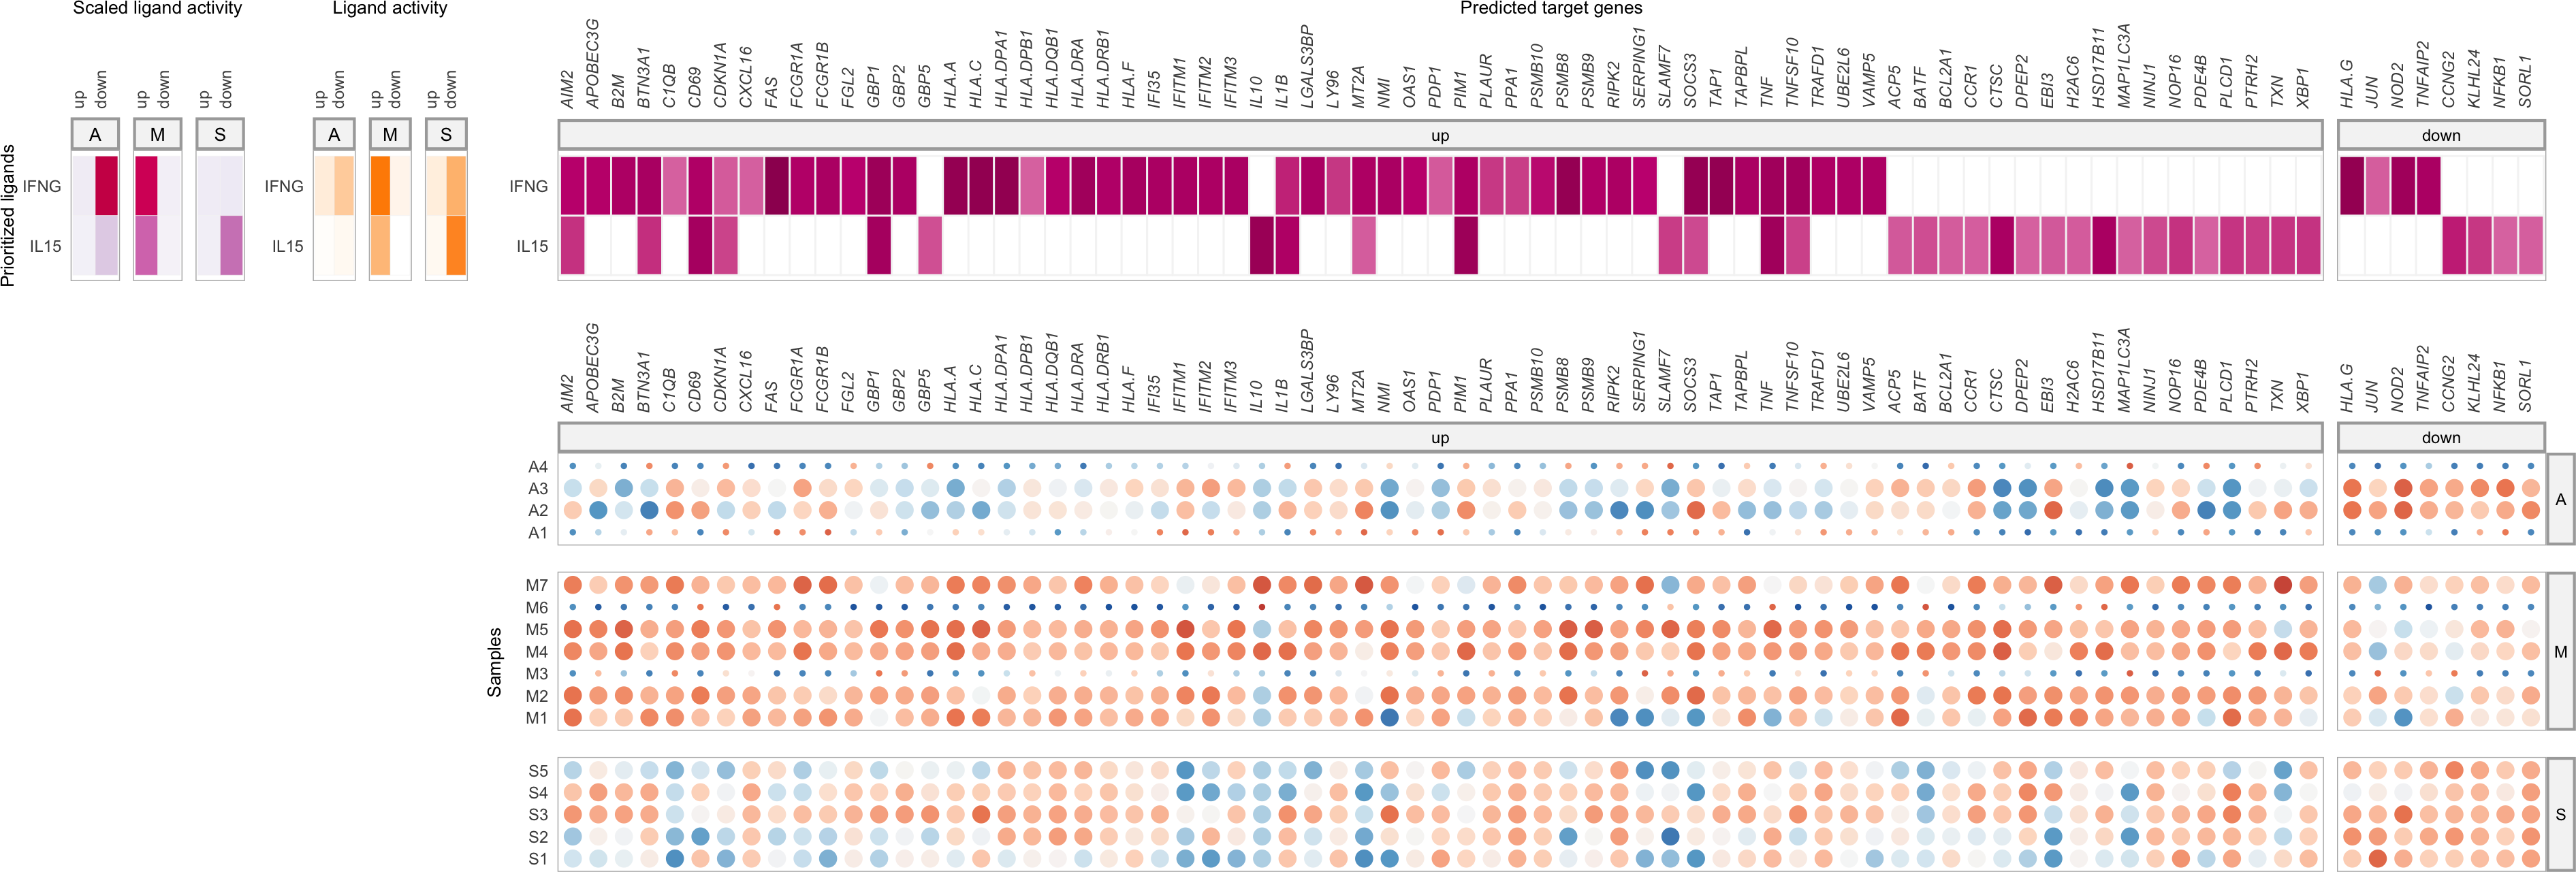 Scaled ligand activity
Ligand activity
Predicted target genes
up down up down up down
up down up down up down
AIM2 APOBEC3G B2M BTN3A1 C1QB CD69 CDKN1A CXCL16 FAS FCGR1A FCGR1B FGL2 GBP1 GBP2 GBP5 HLA.A HLA.C HLA.DPA1 HLA.DPB1 HLA.DQB1 HLA.DRA HLA.DRB1 HLA.F IFI35 IFITM1 IFITM2 IFITM3 IL10 IL1B LGALS3BP LY96 MT2A NMI OAS1 PDP1 PIM1 PLAUR PPA1 PSMB10 PSMB8 PSMB9 RIPK2 SERPING1 SLAMF7 SOCS3 TAP1 TAPBPL TNF TNFSF10 TRAFD1 UBE2L6 VAMP5 ACP5 BATF BCL2A1 CCR1 CTSC DPEP2 EBI3 H2AC6 HSD17B11 MAP1LC3A NINJ1 NOP16 PDE4B PLCD1 PTRH2 TXN XBP1
HLA.G JUN NOD2 TNFAIP2 CCNG2 KLHL24 NFKB1 SORL1
A M S
A M S
up
down
Prioritized ligands
IFNG
IL15
IFNG
IL15
IFNG
IL15
AIM2 APOBEC3G B2M BTN3A1 C1QB CD69 CDKN1A CXCL16 FAS FCGR1A FCGR1B FGL2 GBP1 GBP2 GBP5 HLA.A HLA.C HLA.DPA1 HLA.DPB1 HLA.DQB1 HLA.DRA HLA.DRB1 HLA.F IFI35 IFITM1 IFITM2 IFITM3 IL10 IL1B LGALS3BP LY96 MT2A NMI OAS1 PDP1 PIM1 PLAUR PPA1 PSMB10 PSMB8 PSMB9 RIPK2 SERPING1 SLAMF7 SOCS3 TAP1 TAPBPL TNF TNFSF10 TRAFD1 UBE2L6 VAMP5 ACP5 BATF BCL2A1 CCR1 CTSC DPEP2 EBI3 H2AC6 HSD17B11 MAP1LC3A NINJ1 NOP16 PDE4B PLCD1 PTRH2 TXN XBP1
HLA.G JUN NOD2 TNFAIP2 CCNG2 KLHL24 NFKB1 SORL1
up
down
Samples
A4
A3
A2
A1
A
M7
M6
M5
M4
M3
M2
M1
M
S5
S4
S3
S2
S1
S